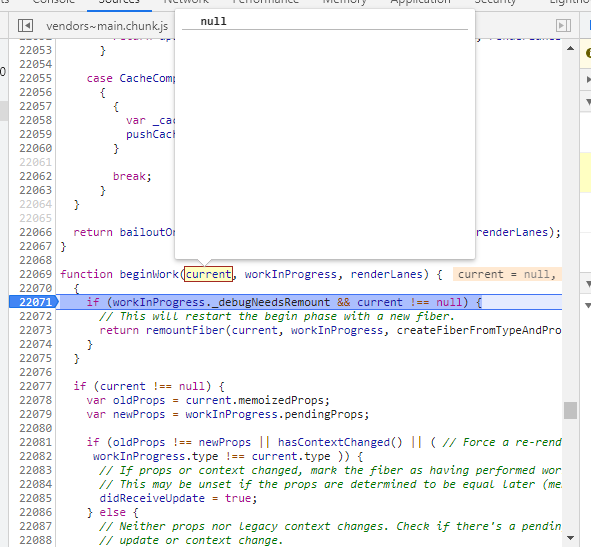 Console Sources Network Performance Memory Application Security Lighthou
vendors~main.chunk.js
null
22052
22053 }
22054
22055 case CacheComp
22056 {
22057 {
22058 var _cac
22059 pushCach
22060 }
22061
22062 break;
22063 }
22064 }
22065
22066 return bailoutOn renderLanes);
22067 }
22068
22069 function beginWork(current, workInProgress, renderLanes) { current = null,
22070 {
22071 if (workInProgress._debugNeedsRemount && current !== null) {
22072 // This will restart the begin phase with a new fiber.
22073 return remountFiber(current, workInProgress, createFiberFromTypeAndPro
22074 }
22075 }
22076
22077 if (current !== null) {
22078 var oldProps = current.memoizedProps;
22079 var newProps = workInProgress.pendingProps;
22080
22081 if (oldProps !== newProps || hasContextChanged() || ( // Force a re-rend
22082 workInProgress.type !== current.type )) {
22083 // If props or context changed, mark the fiber as having performed wor
22084 // This may be unset if the props are determined to be equal later (me
22085 didReceiveUpdate = true;
22086 } else {
22087 // Neither props nor legacy context changes. Check if there's a pendin
22088 // update or context change.